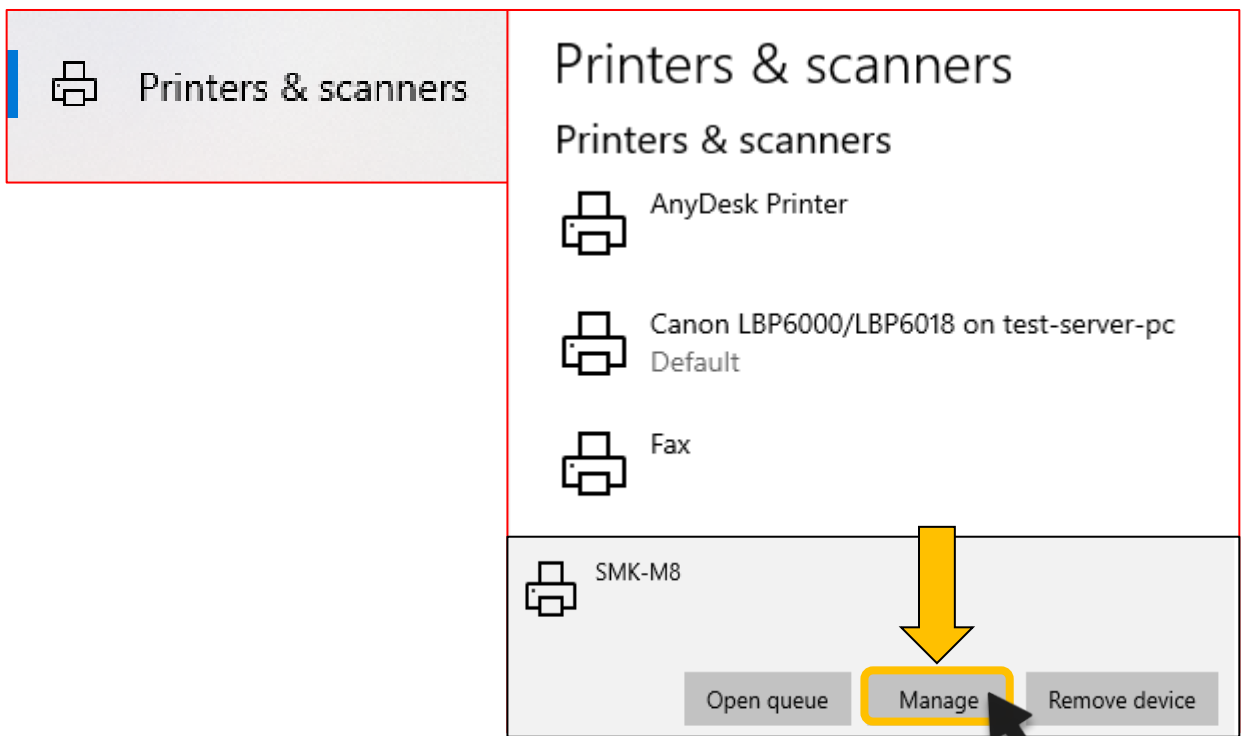 Printers & scanners
Printers & scanners
Printers & scanners
AnyDesk Printer
Canon LBP6000/LBP6018 on test-server-pc
Default
Fax
SMK-M8
Open queue Manage Remove device